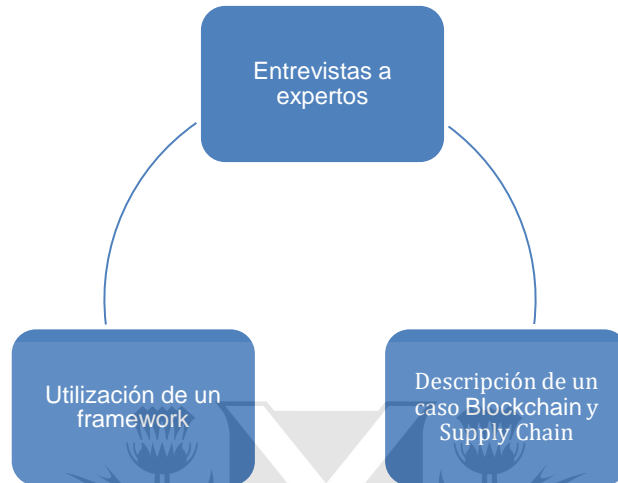 Entrevistas a
expertos
Utilización de un
framework
Descripción de un
caso Blockchain y
Supply Chain